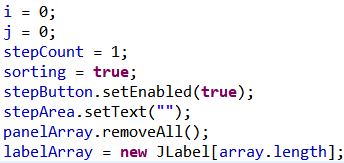 i = 0;
j = 0;
stepCount = 1;
sorting = true;
stepButton.setEnabled(true);
stepArea.setText("");
panelArray.removeAll();
labelArray = new JLabel[array.length];